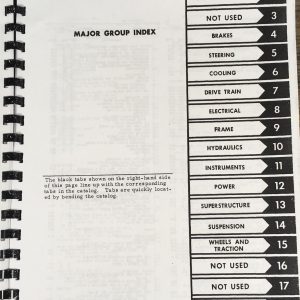 MAJOR GROUP INDEX
The black tabs shown on the right-hand side
of this page line up with the corresponding
tabs in the catalog. Tabs are quickly locat-
ed by bending the catalog.
NOT USED 3
BRAKES 4
STEERING 5
COOLING 6
DRIVE TRAIN 7
ELECTRICAL 8
FRAME 9
HYDRAULICS 10
INSTRUMENTS 11
POWER 12
SUPERSTRUCTURE 13
SUSPENSION 14
WHEELS AND
TRACTION 15
NOT USED 16
NOT USED 17